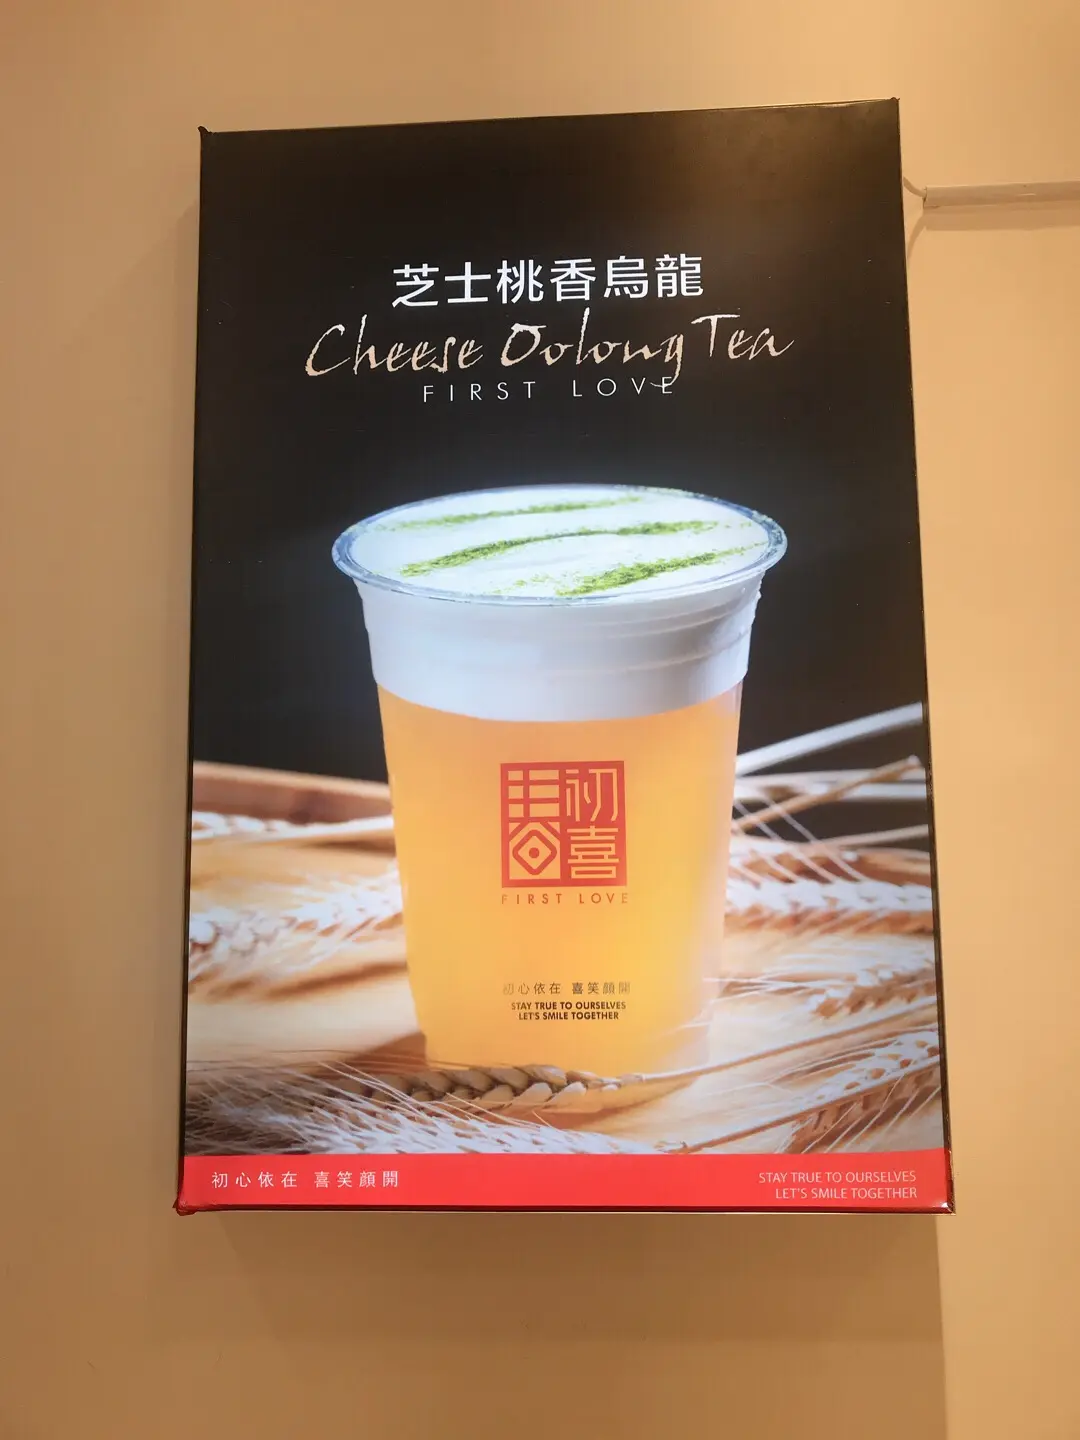 芝士桃香烏龍
Cheese Oolong Tea
FIRST LOVE
初喜
FIRST LOVE
初心依在 喜笑顔開
STAY TRUE TO OURSELVES
LET'S SMILE TOGETHER
初心依在 喜笑顔開
STAY TRUE TO OURSELVES
LET'S SMILE TOGETHER